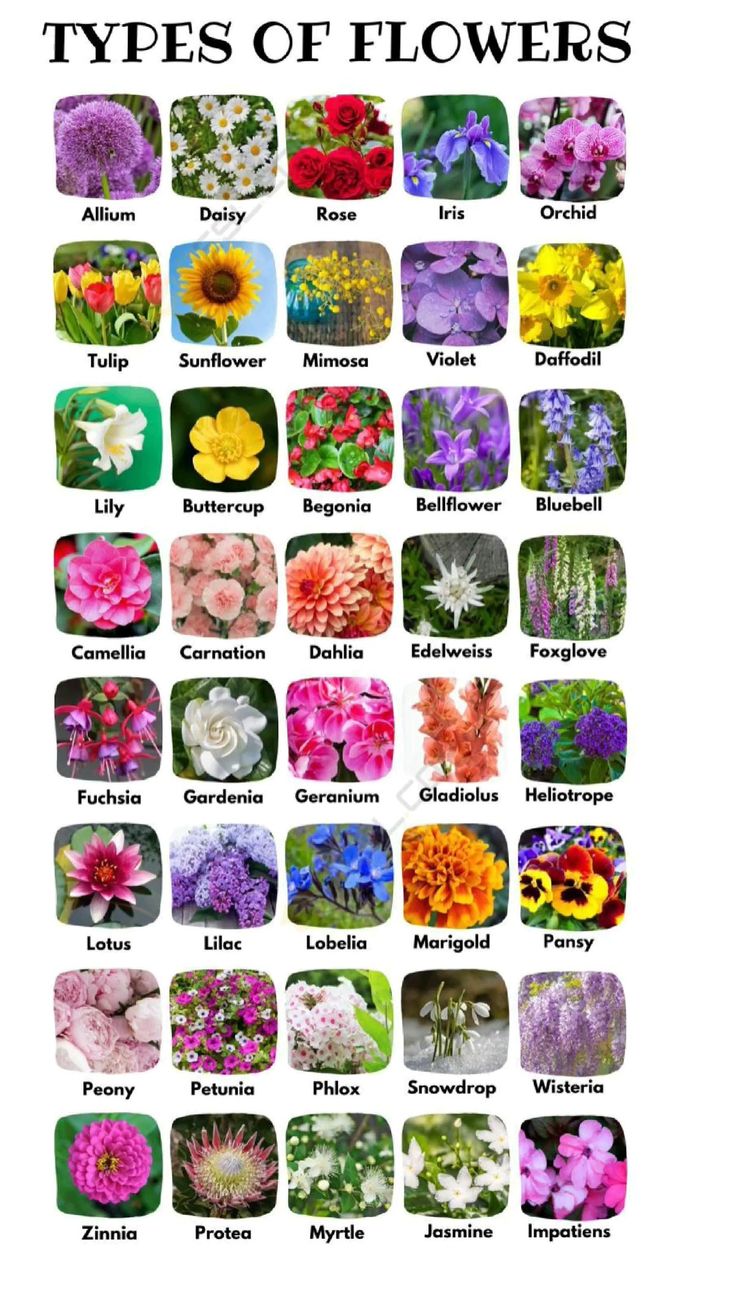 TYPES OF FLOWERS
Allium Daisy Rose Iris Orchid
Tulip Sunflower Mimosa Violet Daffodil
Lily Buttercup Begonia Bellflower Bluebell
Camellia Carnation Dahlia Edelweiss Foxglove
Fuchsia Gardenia Geranium Gladiolus Heliotrope
Lotus Lilac Lobelia Marigold Pansy
Peony Petunia Phlox Snowdrop Wisteria
Zinnia Protea Myrtle Jasmine Impatiens